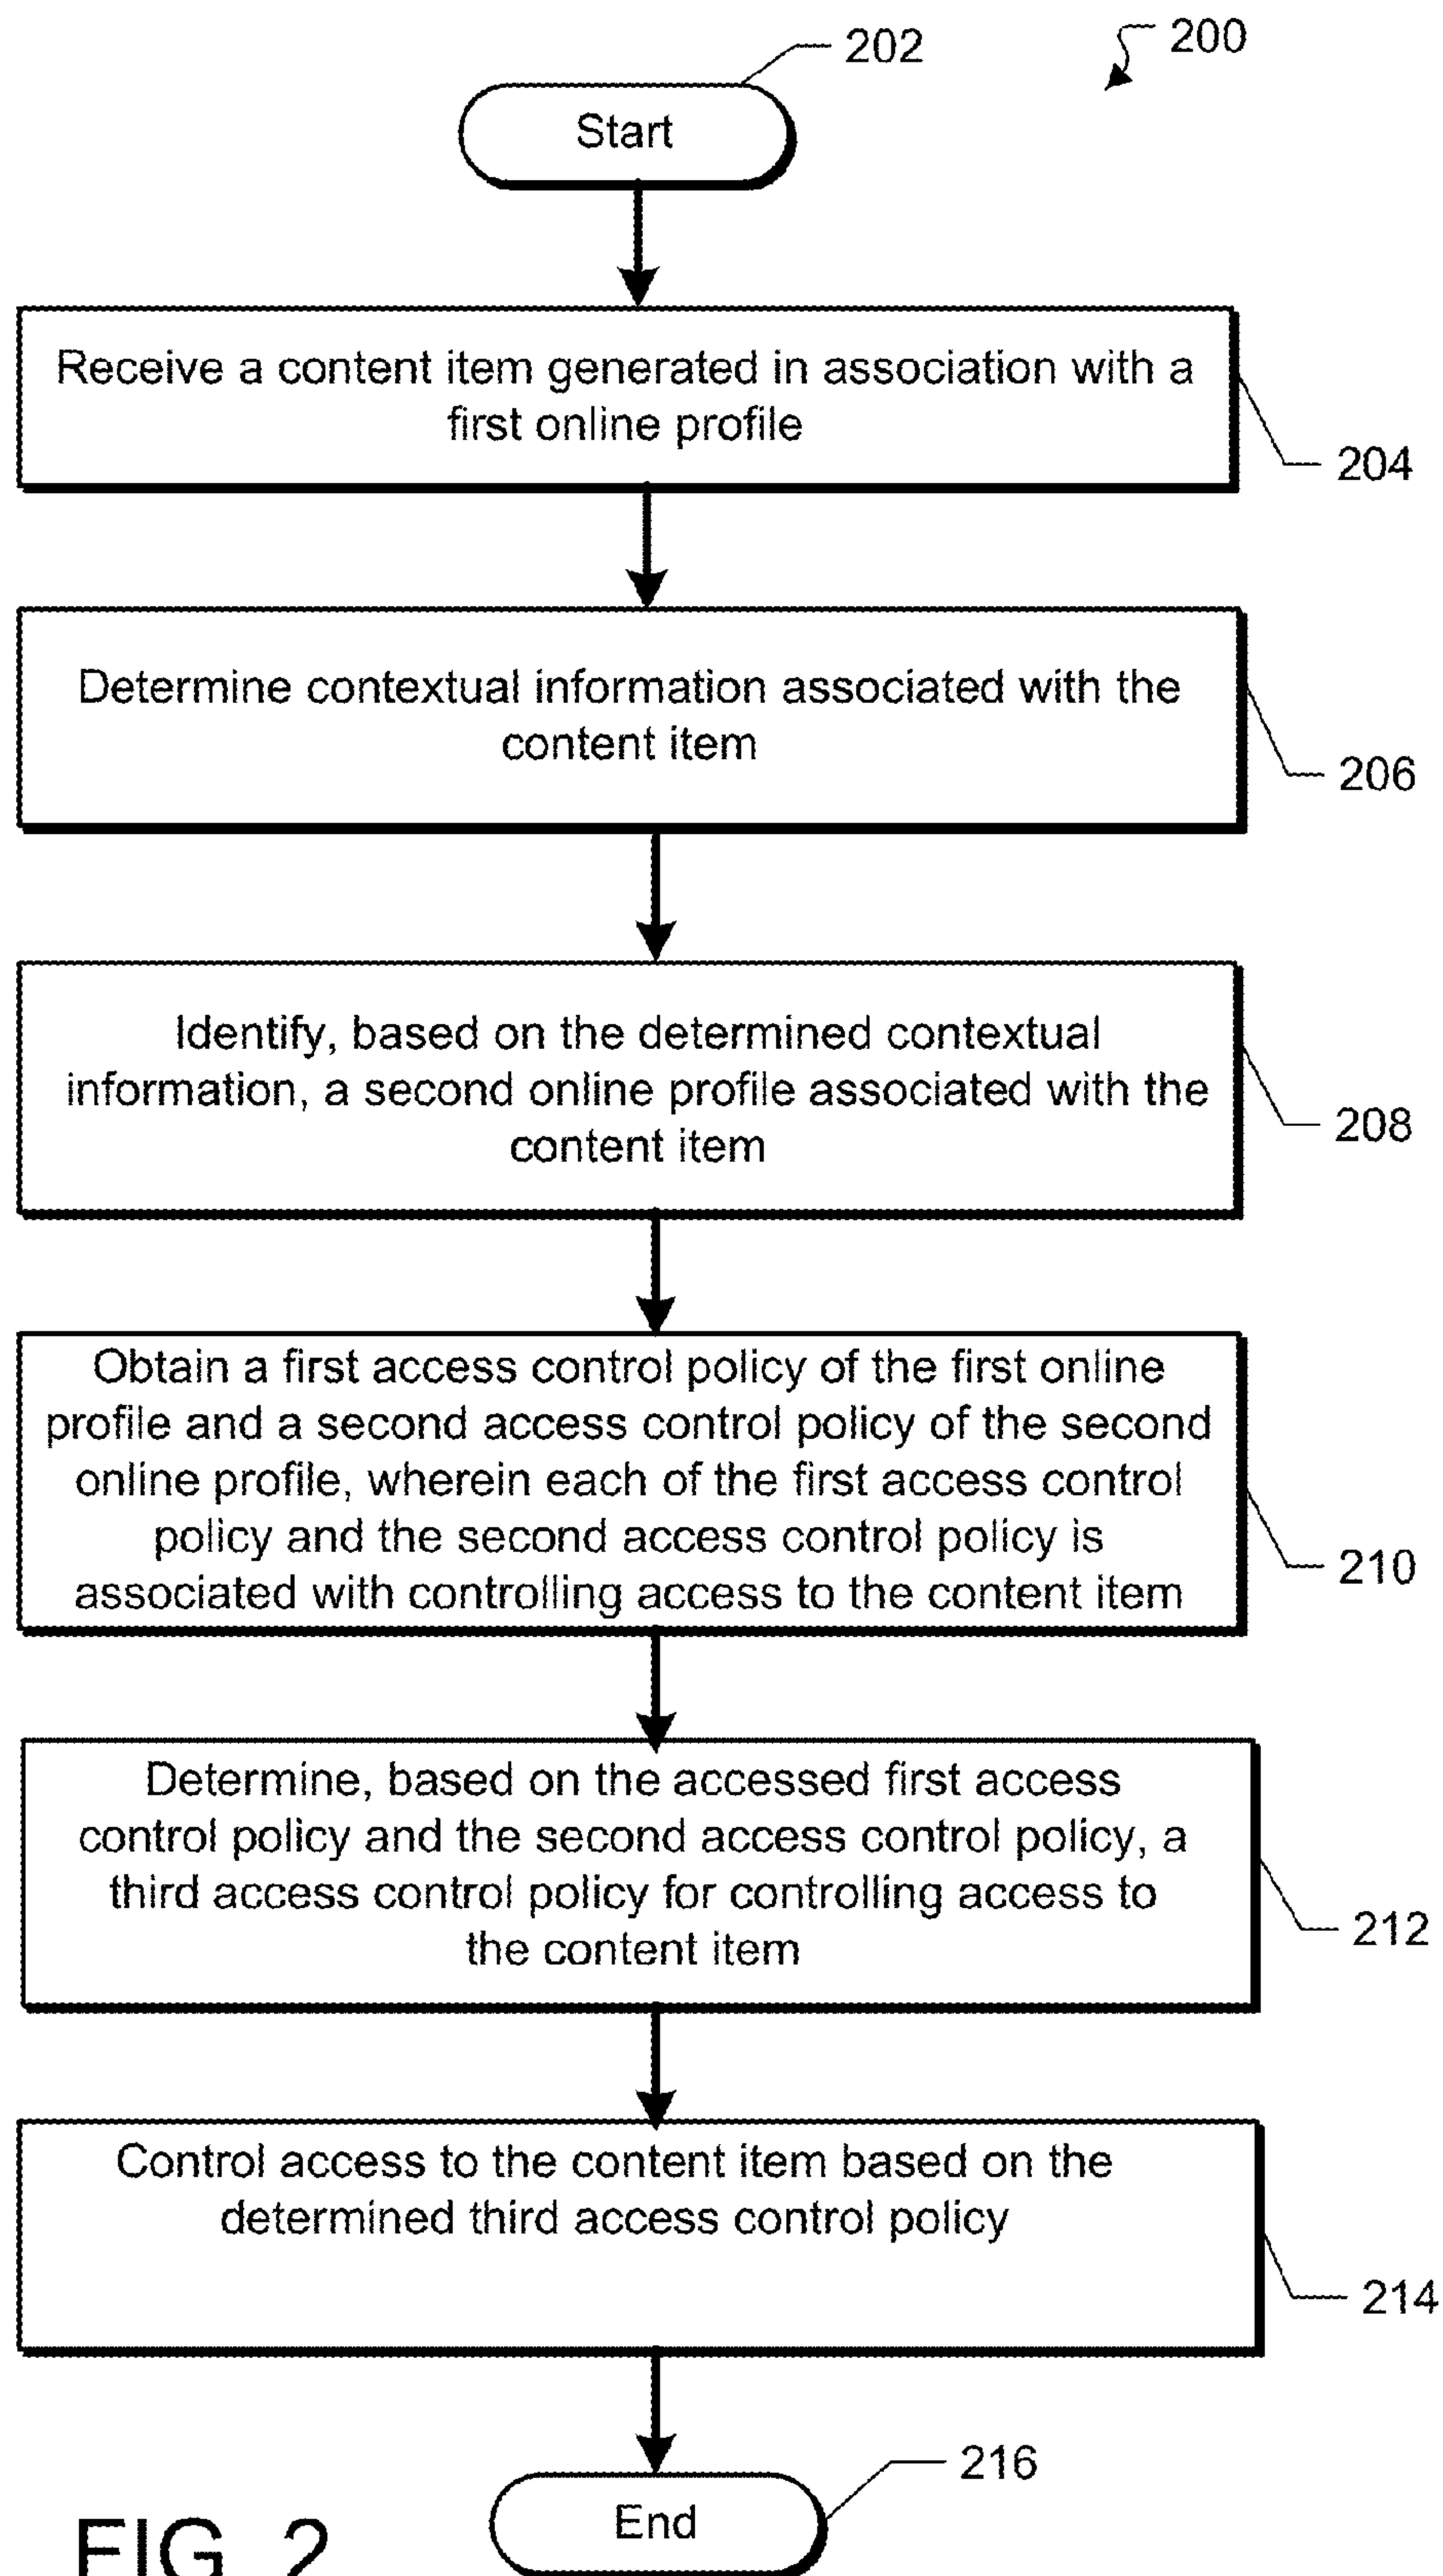 202
200
Start
Receive a content item generated in association with a
first online profile
204
Determine contextual information associated with the
content item
206
Identify, based on the determined contextual
information, a second online profile associated with the
content item
208
Obtain a first access control policy of the first online
profile and a second access control policy of the second
online profile, wherein each of the first access control
policy and the second access control policy is
associated with controlling access to the content item
210
Determine, based on the accessed first access
control policy and the second access control policy, a
third access control policy for controlling access to
the content item
212
Control access to the content item based on the
determined third access control policy
214
216
End
FIG. 2